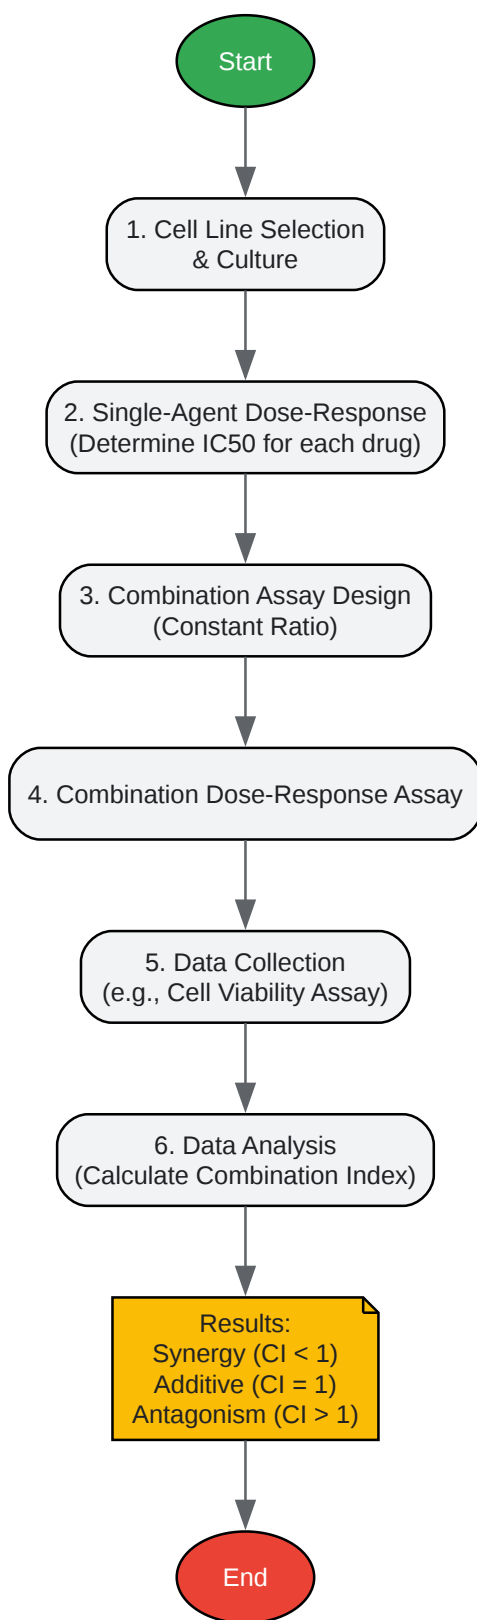 Start
1. Cell Line Selection
& Culture
2. Single-Agent Dose-Response
(Determine IC50 for each drug)
3. Combination Assay Design
(Constant Ratio)
4. Combination Dose-Response Assay
5. Data Collection
(e.g., Cell Viability Assay)
6. Data Analysis
(Calculate Combination Index)
Results:
Synergy (CI < 1)
Additive (CI = 1)
Antagonism (CI > 1)
End